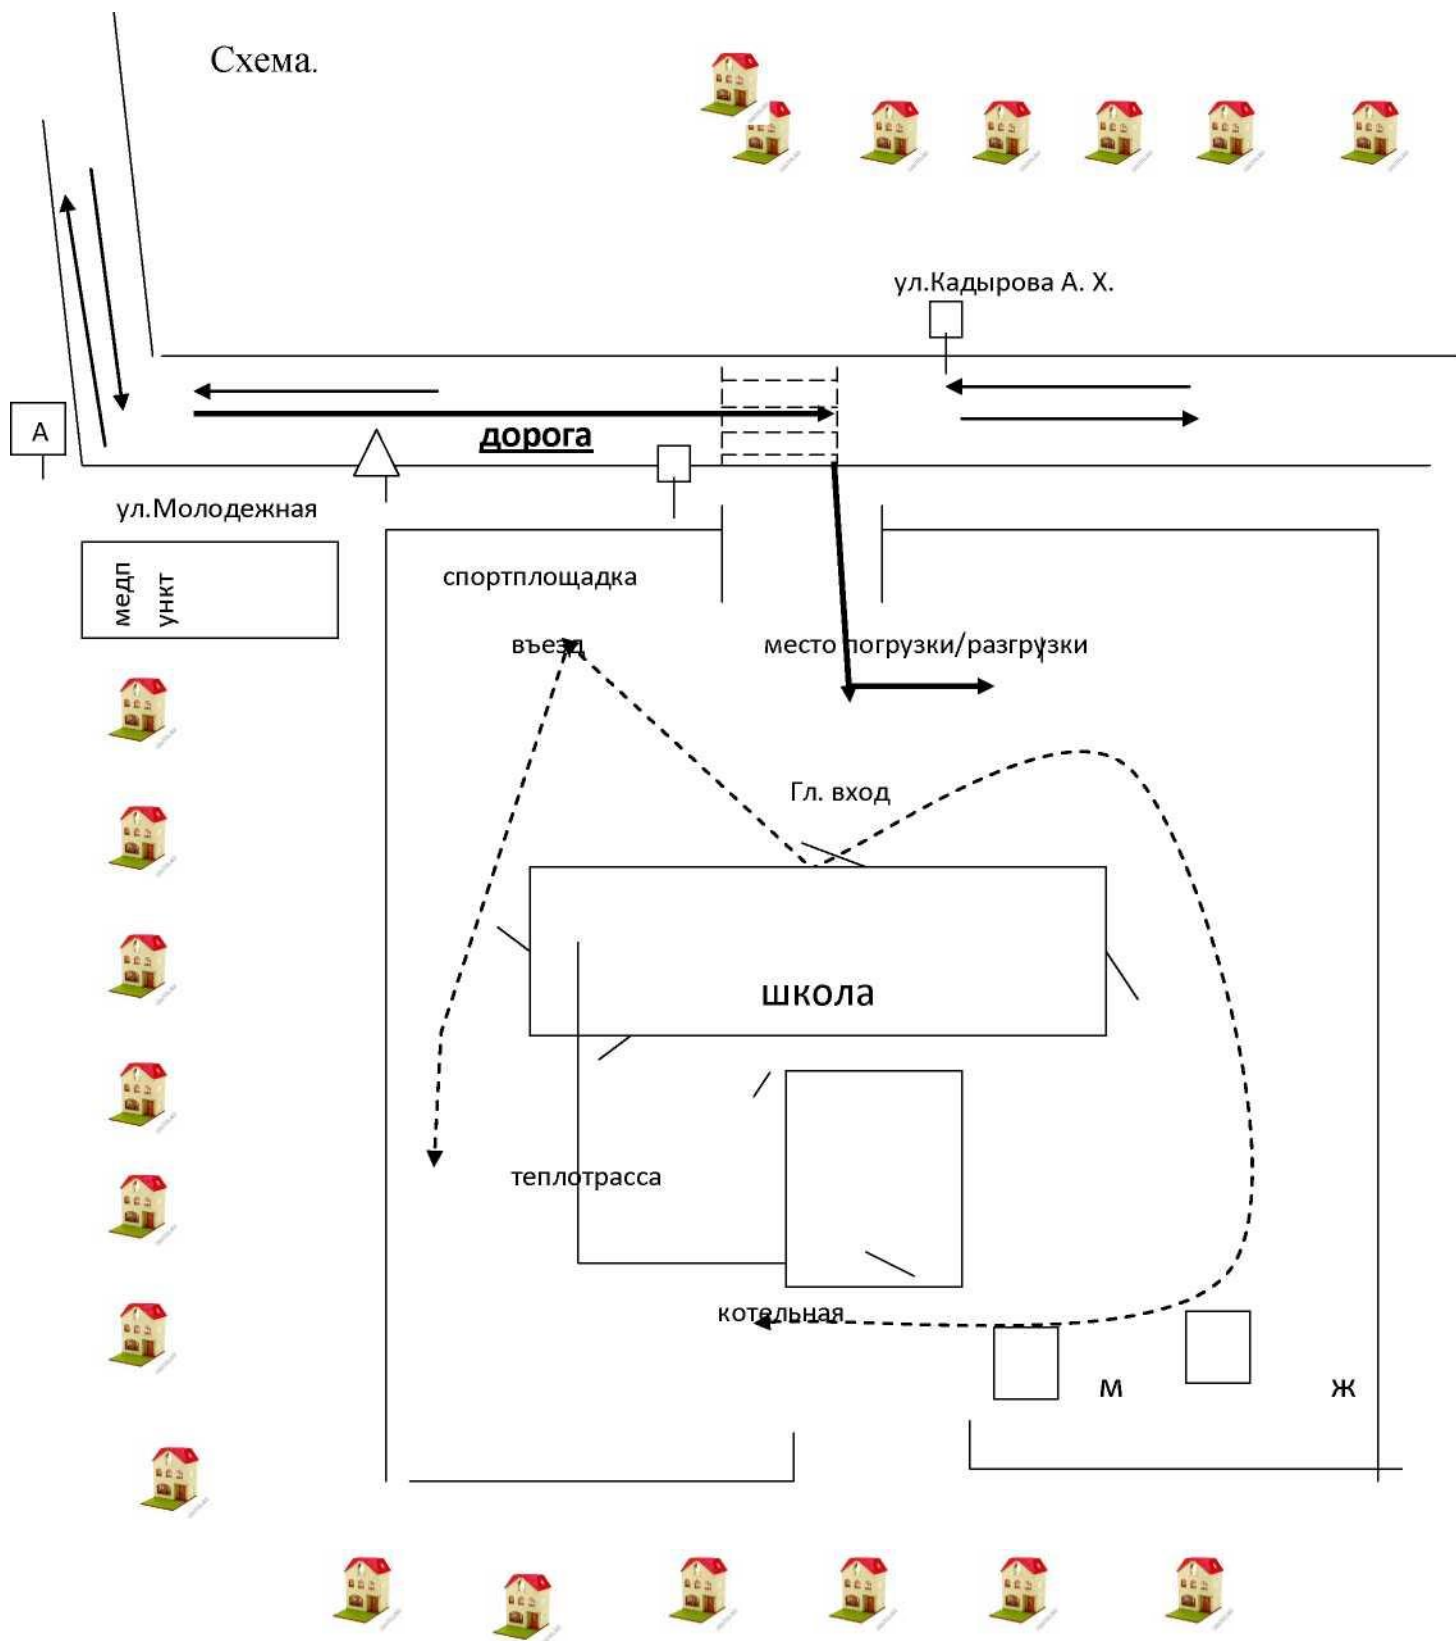 Схема.
ул.Кадырова А. Х.
А
дорога
ул.Молодежная
медп
ункт
спортплощадка
въезд
место погрузки/разгрузки
Гл. вход
школа
теплотрасса
котельная
м
ж